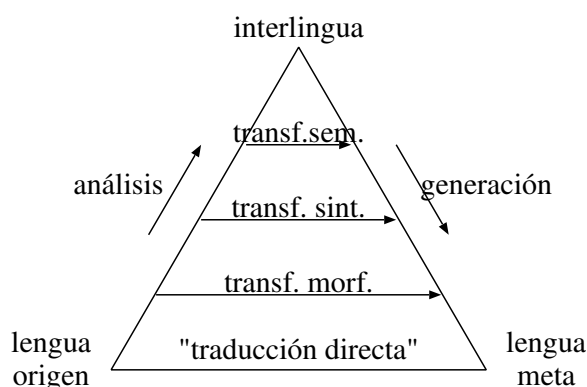 interlingua
transf.sem.
análisis
generación
transf. sint.
transf. morf.
lengua
origen
"traducción directa"
lengua
meta